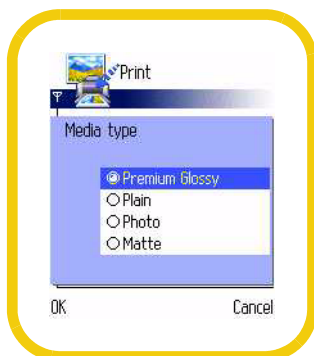 Print
Media type
Premium Glossy
Plain
Photo
Matte
OK
Cancel